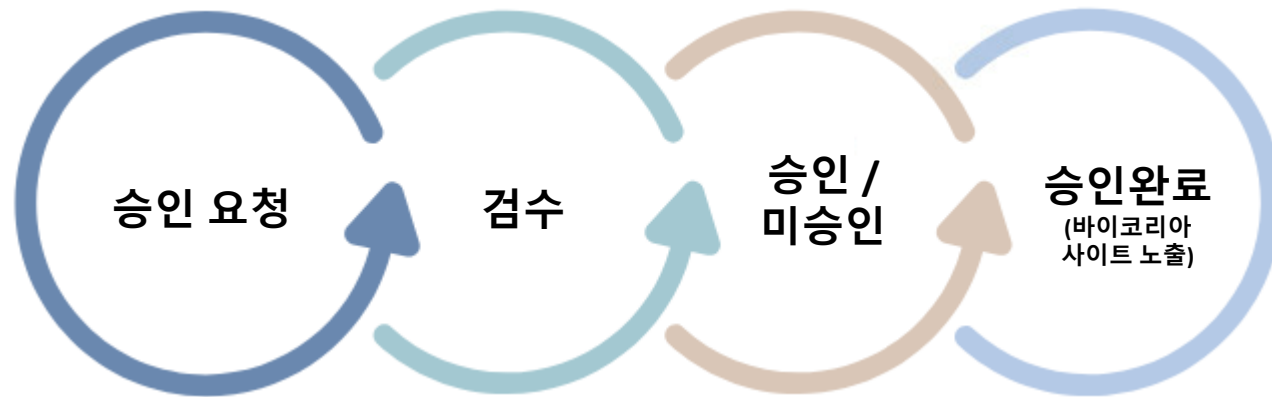 승인 요청
검수
승인 /
미승인
승인완료
(바이코리아
사이트 노출)